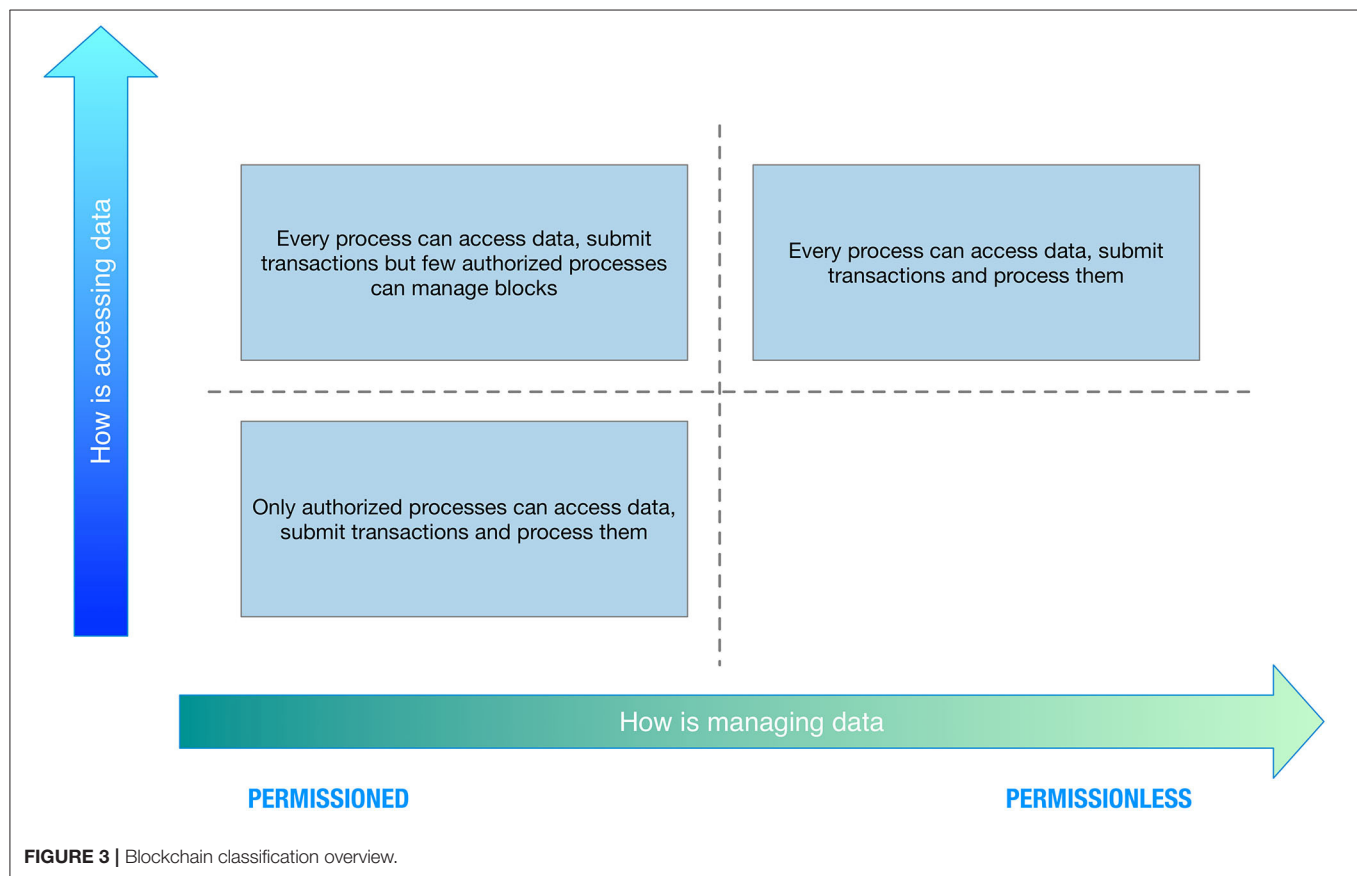 How is accessing data
Every process can access data, submit
transactions but few authorized processes
can manage blocks
Every process can access data, submit
transactions and process them
Only authorized processes can access data,
submit transactions and process them
How is managing data
PERMISSIONED
PERMISSIONLESS
FIGURE 3 | Blockchain classification overview.